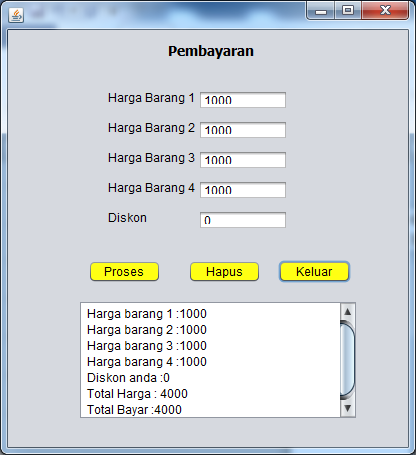 Pembayaran
Harga Barang 1 1000
Harga Barang 2 1000
Harga Barang 3 1000
Harga Barang 4 1000
Diskon 0
Proses Hapus Keluar
Harga barang 1 :1000
Harga barang 2 :1000
Harga barang 3 :1000
Harga barang 4 :1000
Diskon anda :0
Total Harga : 4000
Total Bayar :4000